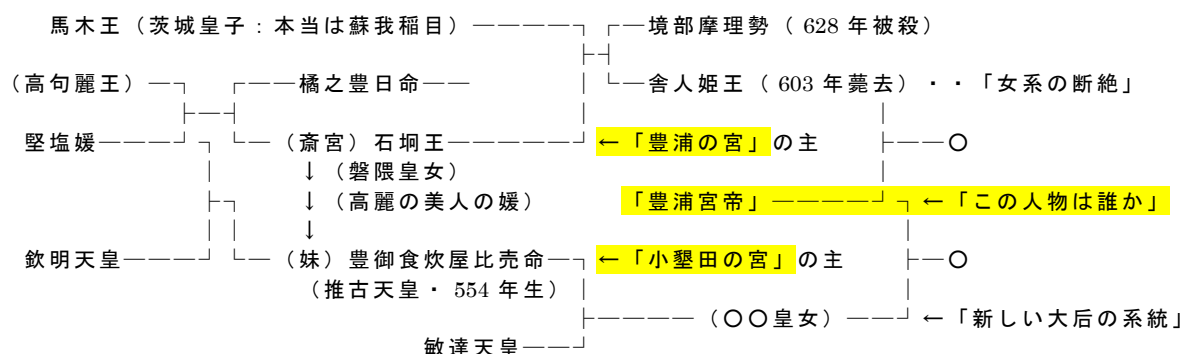 馬木王（茨城皇子：本当は蘇我稲目）―――――┐ ┌――境部摩理勢（628年被殺）
├┤
（高句麗王）―┐ ┌――橘之豊日命―― │ └――舎人姫王（603年薨去）・・「女系の断絶」
├――┤ │ │
堅塩媛――――┘┐ └―（斎宮）石坰王――――――┘ ←「豊浦の宮」の主 ├――〇
│ ↓（磐隈皇女） │
├┐ ↓（高麗の美人の媛） 「豊浦宮帝」―――――┘┐←「この人物は誰か」
││ ↓ │
欽明天皇――――┘└―（妹）豊御食炊屋比売命―┐ ←「小墾田の宮」の主 ├―〇
（推古天皇・554年生） │ │
├―――――（〇〇皇女）――┘←「新しい大后の系統」
敏達天皇――┘